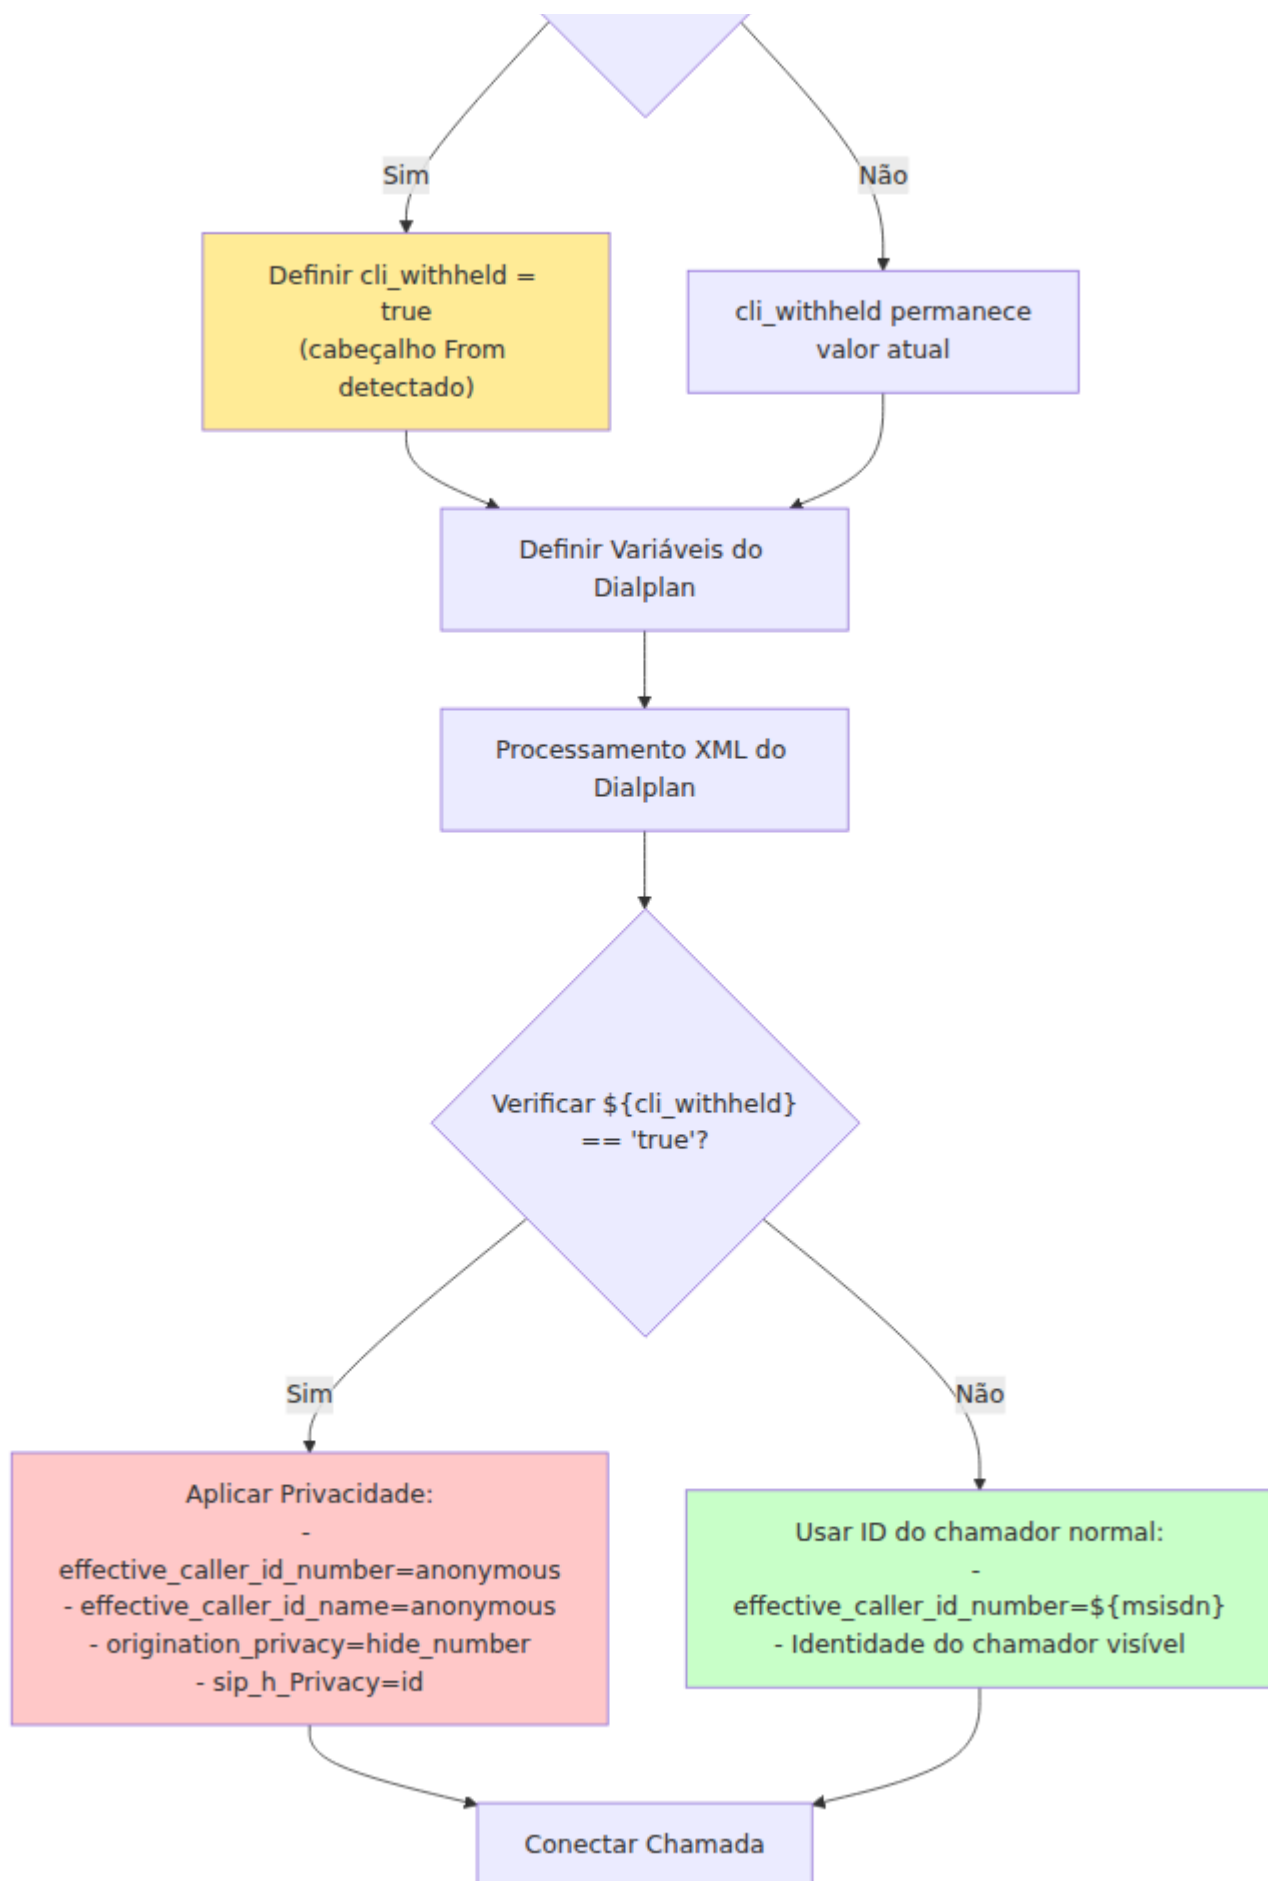 Sim
Não
Definir cli_withheld =
true
(cabeçalho From
detectado)
cli_withheld permanece
valor atual
Definir Variáveis do
Dialplan
Processamento XML do
Dialplan
Verificar ${cli_withheld}
== 'true'?
Sim
Não
Aplicar Privacidade:
-
effective_caller_id_number=anonymous
- effective_caller_id_name=anonymous
- origination_privacy=hide_number
- sip_h_Privacy=id
Usar ID do chamador normal:
-
effective_caller_id_number=${msisdn}
- Identidade do chamador visível
Conectar Chamada